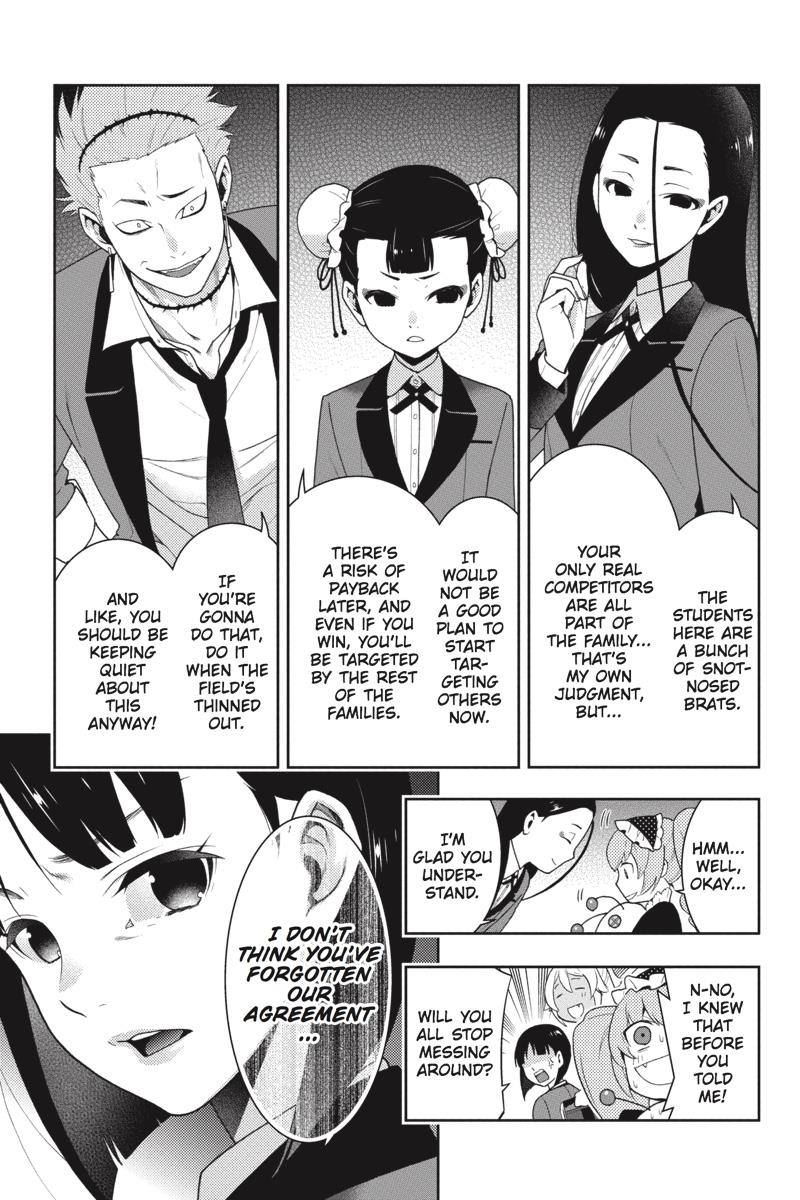 THE
STUDENTS
HERE ARE
A BUNCH
OF SNOT-
NOSED
BRATS.
YOUR
ONLY REAL
COMPETITORS
ARE ALL
PART OF
THE FAMILY...
THAT'S
MY OWN
JUDGMENT,
BUT...
IT
WOULD
NOT BE
A GOOD
PLAN TO
START
TAR-
GETING
OTHERS
NOW.
THERE'S
A RISK OF
PAYBACK
LATER, AND
EVEN IF YOU
WIN, YOU'LL
BE TARGETED
BY THE REST
OF THE
FAMILIES.
IF
YOU'RE
GONNA
DO THAT,
DO IT
WHEN THE
FIELD'S
THINNED
OUT.
AND
LIKE, YOU
SHOULD BE
KEEPING
QUIET
ABOUT
THIS
ANYWAY!
HMM...
WELL,
OKAY...
I'M
GLAD YOU
UNDER-
STAND.
N-NO,
I KNEW
THAT
BEFORE
YOU
TOLD
ME!
WILL YOU
ALL STOP
MESSING
AROUND?
I DON'T
THINK YOU'VE
FORGOTTEN
OUR
AGREEMENT
...